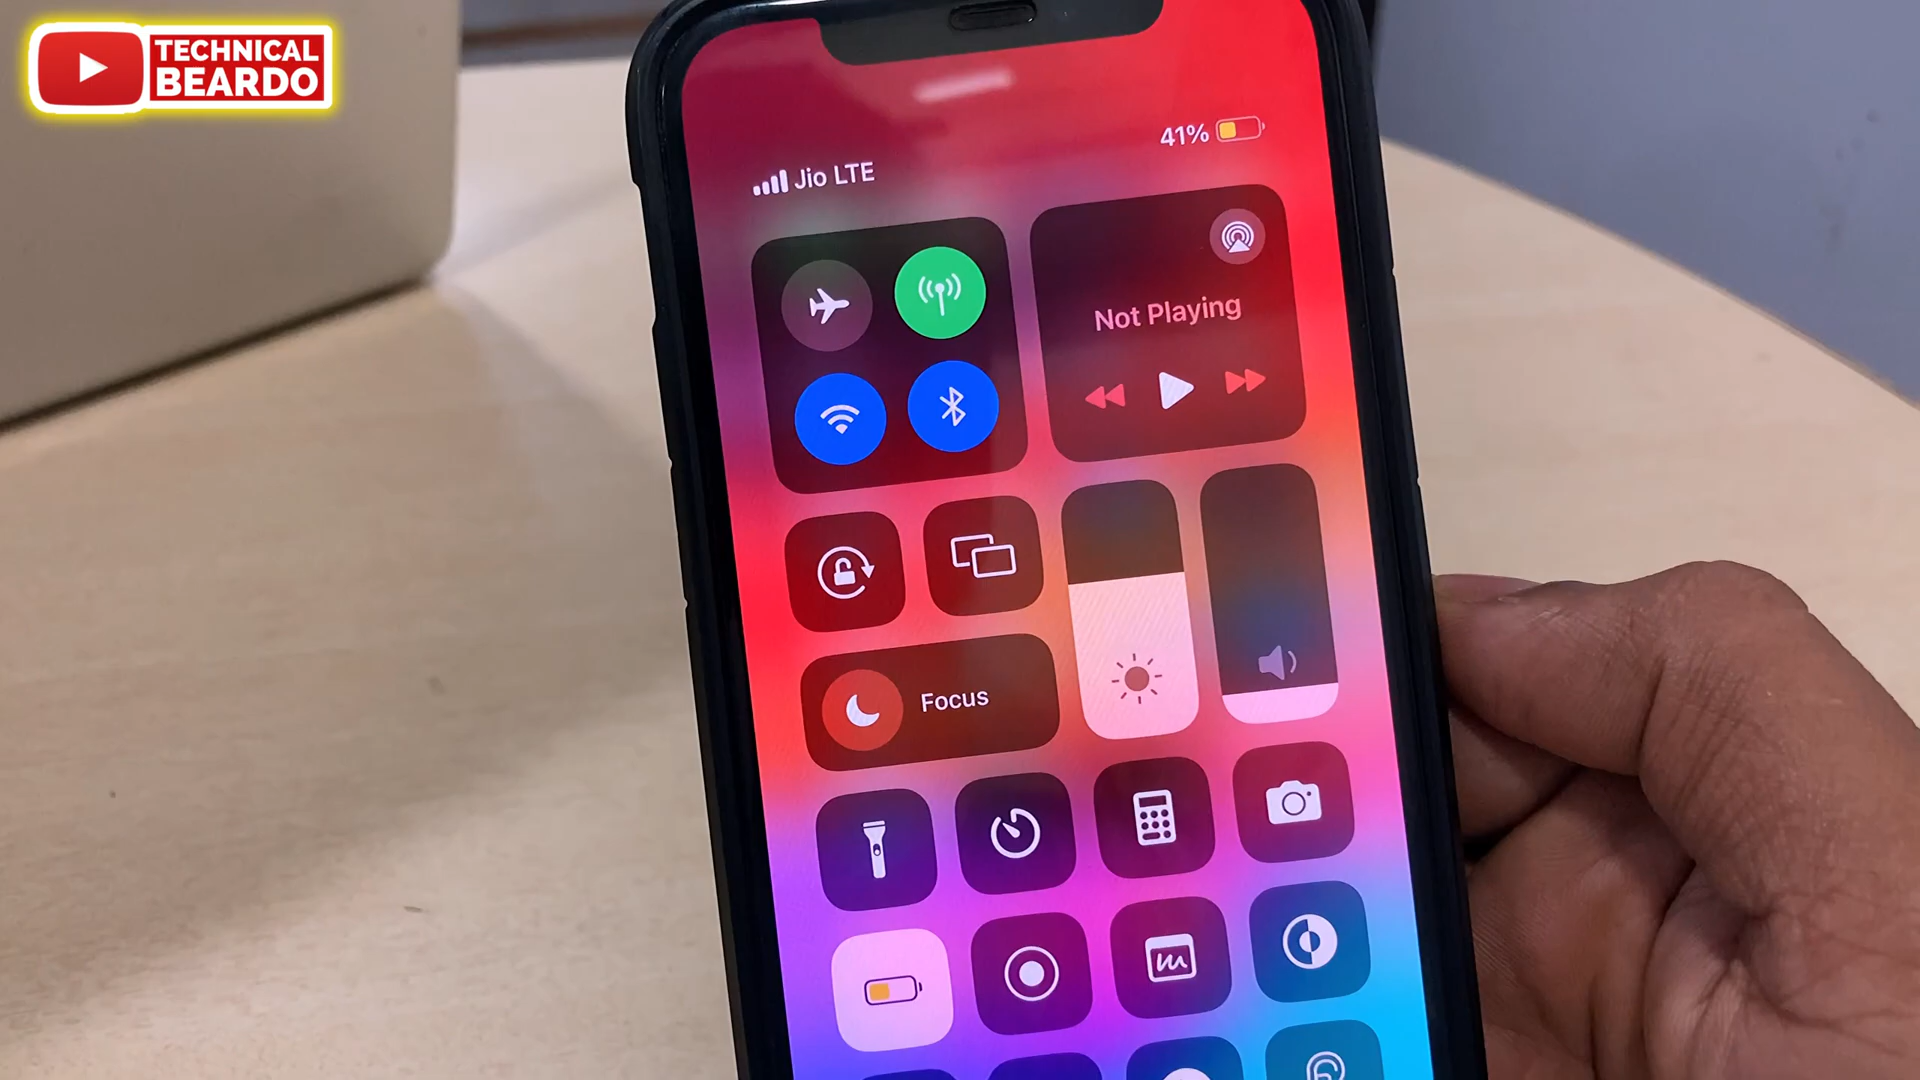 TECHNICAL
BEARDO
41%
Jio LTE
Not Playing
Focus